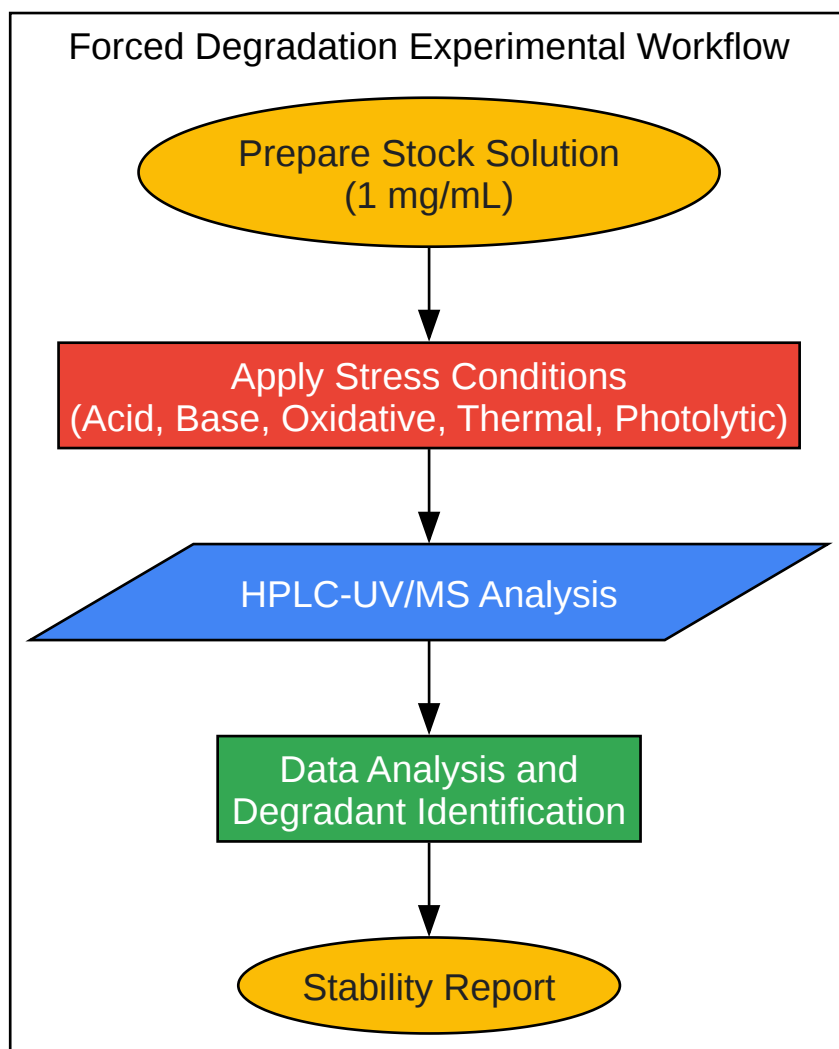 Forced Degradation Experimental Workflow
Prepare Stock Solution
(1 mg/mL)
Apply Stress Conditions
(Acid, Base, Oxidative, Thermal, Photolytic)
HPLC-UV/MS Analysis
Data Analysis and
Degradant Identification
Stability Report